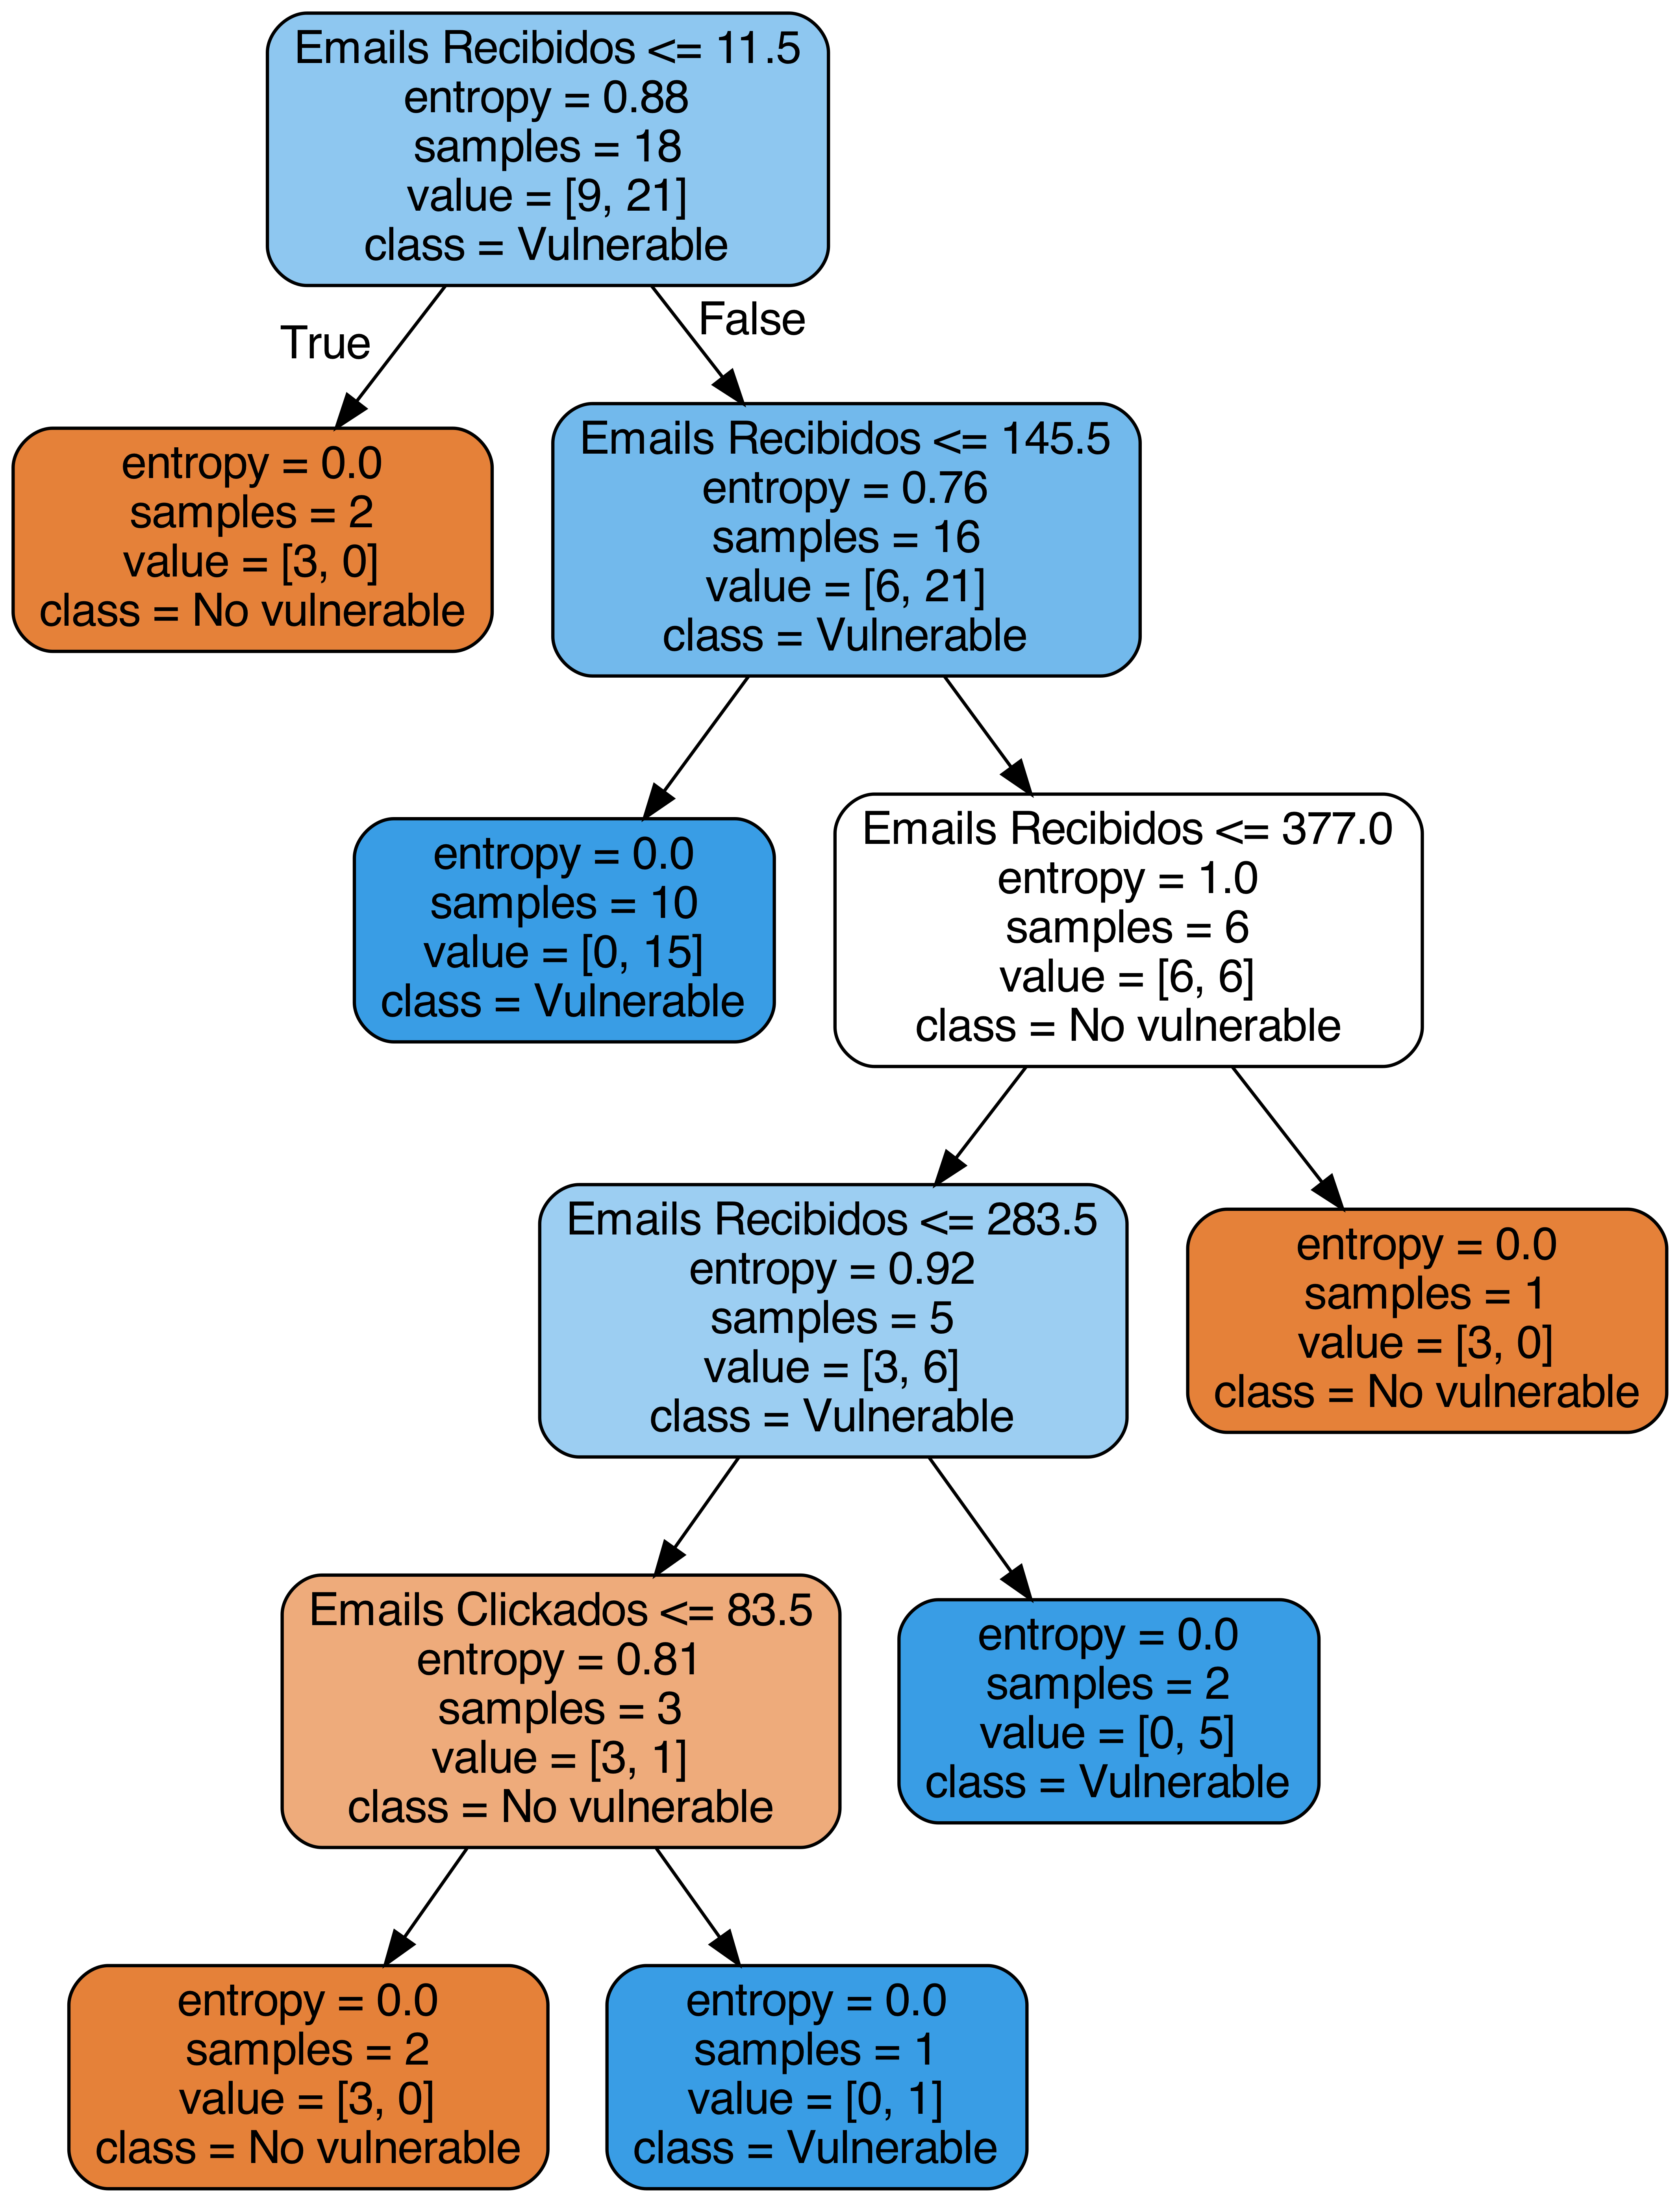 Emails Recibidos <= 11.5
entropy = 0.88
samples = 18
value = [9, 21]
class = Vulnerable
True
False
entropy = 0.0
samples = 2
value = [3, 0]
class = No vulnerable
Emails Recibidos <= 145.5
entropy = 0.76
samples = 16
value = [6, 21]
class = Vulnerable
entropy = 0.0
samples = 10
value = [0, 15]
class = Vulnerable
Emails Recibidos <= 377.0
entropy = 1.0
samples = 6
value = [6, 6]
class = No vulnerable
Emails Recibidos <= 283.5
entropy = 0.92
samples = 5
value = [3, 6]
class = Vulnerable
entropy = 0.0
samples = 1
value = [3, 0]
class = No vulnerable
Emails Clickados <= 83.5
entropy = 0.81
samples = 3
value = [3, 1]
class = No vulnerable
entropy = 0.0
samples = 2
value = [0, 5]
class = Vulnerable
entropy = 0.0
samples = 2
value = [3, 0]
class = No vulnerable
entropy = 0.0
samples = 1
value = [0, 1]
class = Vulnerable